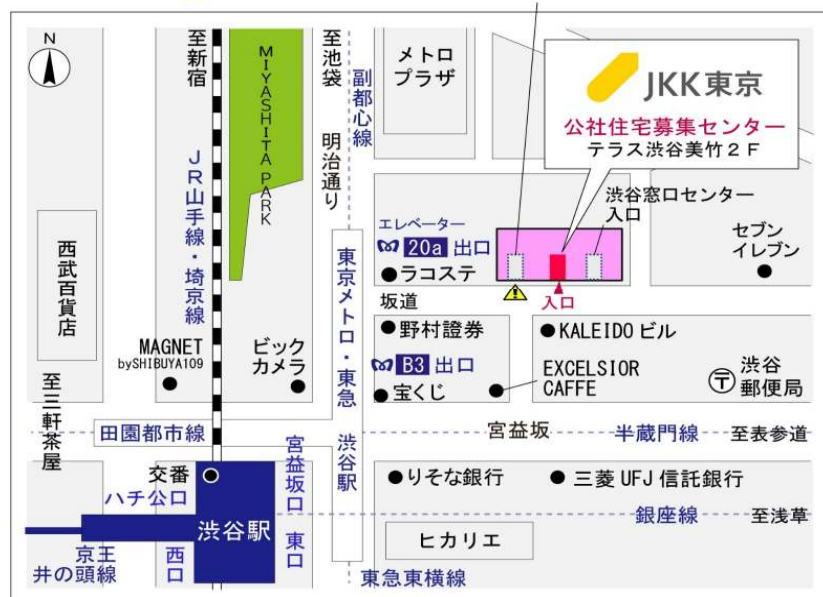 N
至新宿
MIYASHITA PARK
至池袋
副都心線
明治通り
メトロ
プラザ
JKK東京
公社住宅募集センター
テラス渋谷美竹2F
JR山手線・埼京線
西武百貨店
エレベーター
20a 出口
ラコステ
渋谷窓口センター
入口
セブン
イレブン
入口
坂道
東京メトロ・東急 渋谷駅
MAGNET
bySHIBUYA109
ビック
カメラ
野村證券
B3 出口
宝くじ
KALEIDO ビル
EXCELSIOR
CAFFE
〒
渋谷
郵便局
至三軒茶屋
田園都市線
宮益坂
半蔵門線
至表参道
交番
ハチ公口
宮益坂口
りそな銀行
三菱UFJ信託銀行
渋谷駅
銀座線
至浅草
京王
井の頭線
西口
東口
ヒカリエ
東急東横線